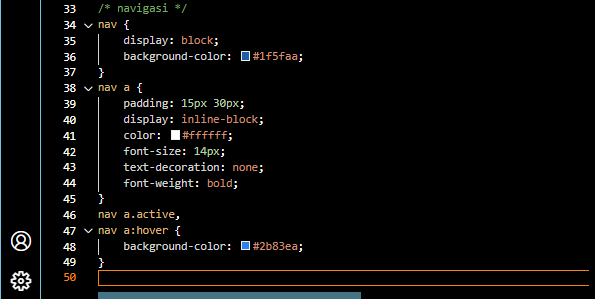 33 /* navigasi */
34 nav {
35 display: block;
36 background-color: #1f5faa;
37 }
38 nav a {
39 padding: 15px 30px;
40 display: inline-block;
41 color: #ffffff;
42 font-size: 14px;
43 text-decoration: none;
44 font-weight: bold;
45 }
46 nav a.active,
47 nav a:hover {
48 background-color: #2b83ea;
49 }
50